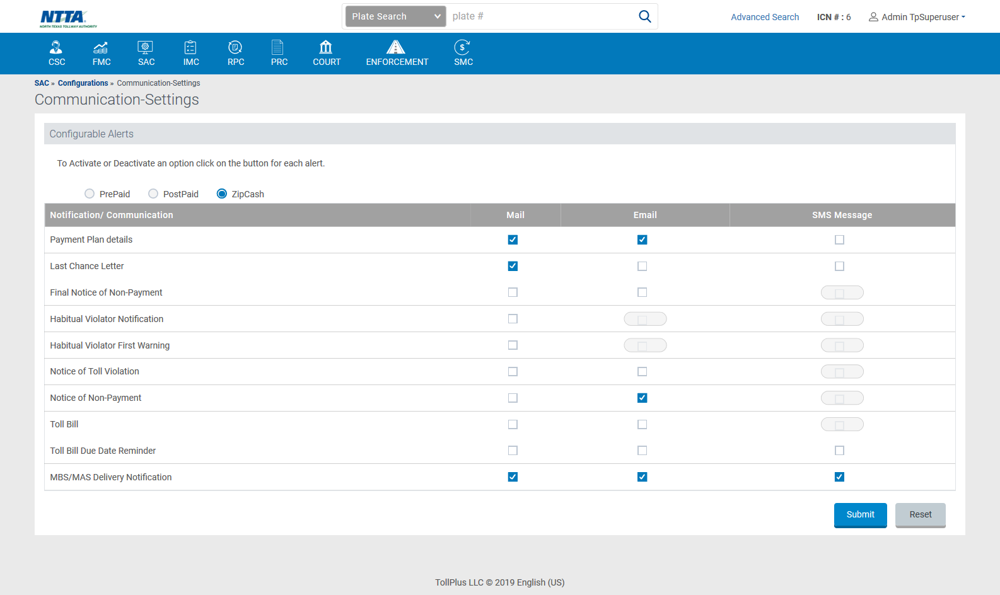 NTTA
NORTH TEXAS TOLLWAY AUTHORITY
Plate Search plate # Advanced Search ICN # : 6 Admin TpSuperuser
CSC FMC SAC IMC RPC PRC COURT ENFORCEMENT SMC
SAC » Configurations » Communication-Settings
Communication-Settings
Configurable Alerts
To Activate or Deactivate an option click on the button for each alert.
PrePaid PostPaid ZipCash
Notification/ Communication Mail Email SMS Message
Payment Plan details
Last Chance Letter
Final Notice of Non-Payment
Habitual Violator Notification
Habitual Violator First Warning
Notice of Toll Violation
Notice of Non-Payment
Toll Bill
Toll Bill Due Date Reminder
MBS/MAS Delivery Notification
Submit Reset
TollPlus LLC © 2019 English (US)